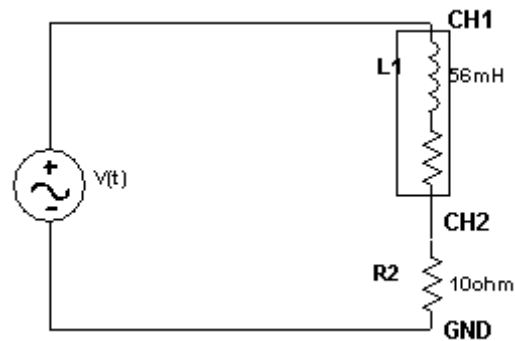 CH1
L1
56mH
+
V(t)
-
CH2
R2
10ohm
GND